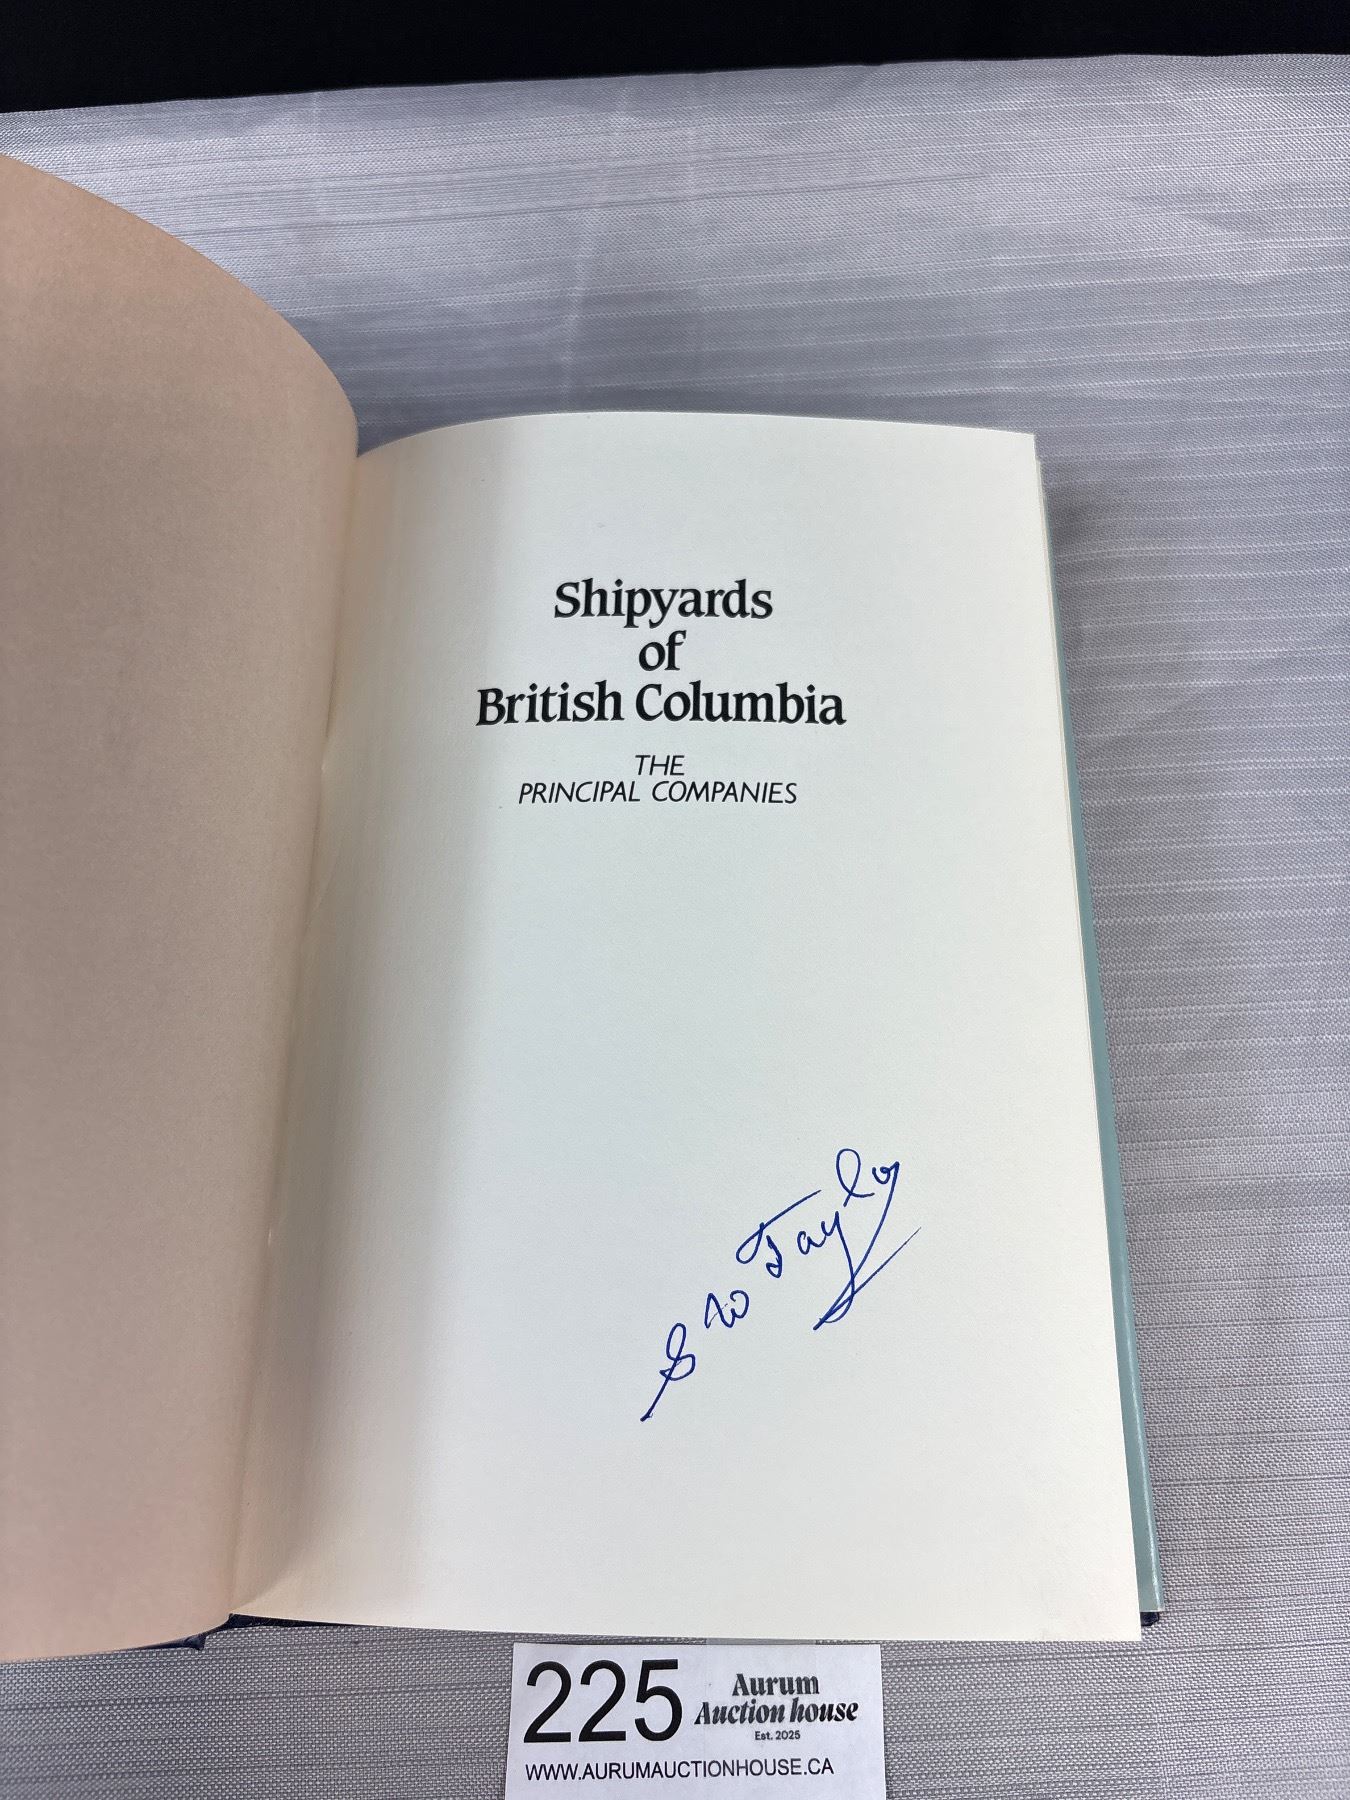 Shipyards
of
British Columbia
THE
PRINCIPAL COMPANIES
G W Taylor
225
Aurum
Auction house
Est. 2025
WWW.AURUMAUCTIONHOUSE.CA